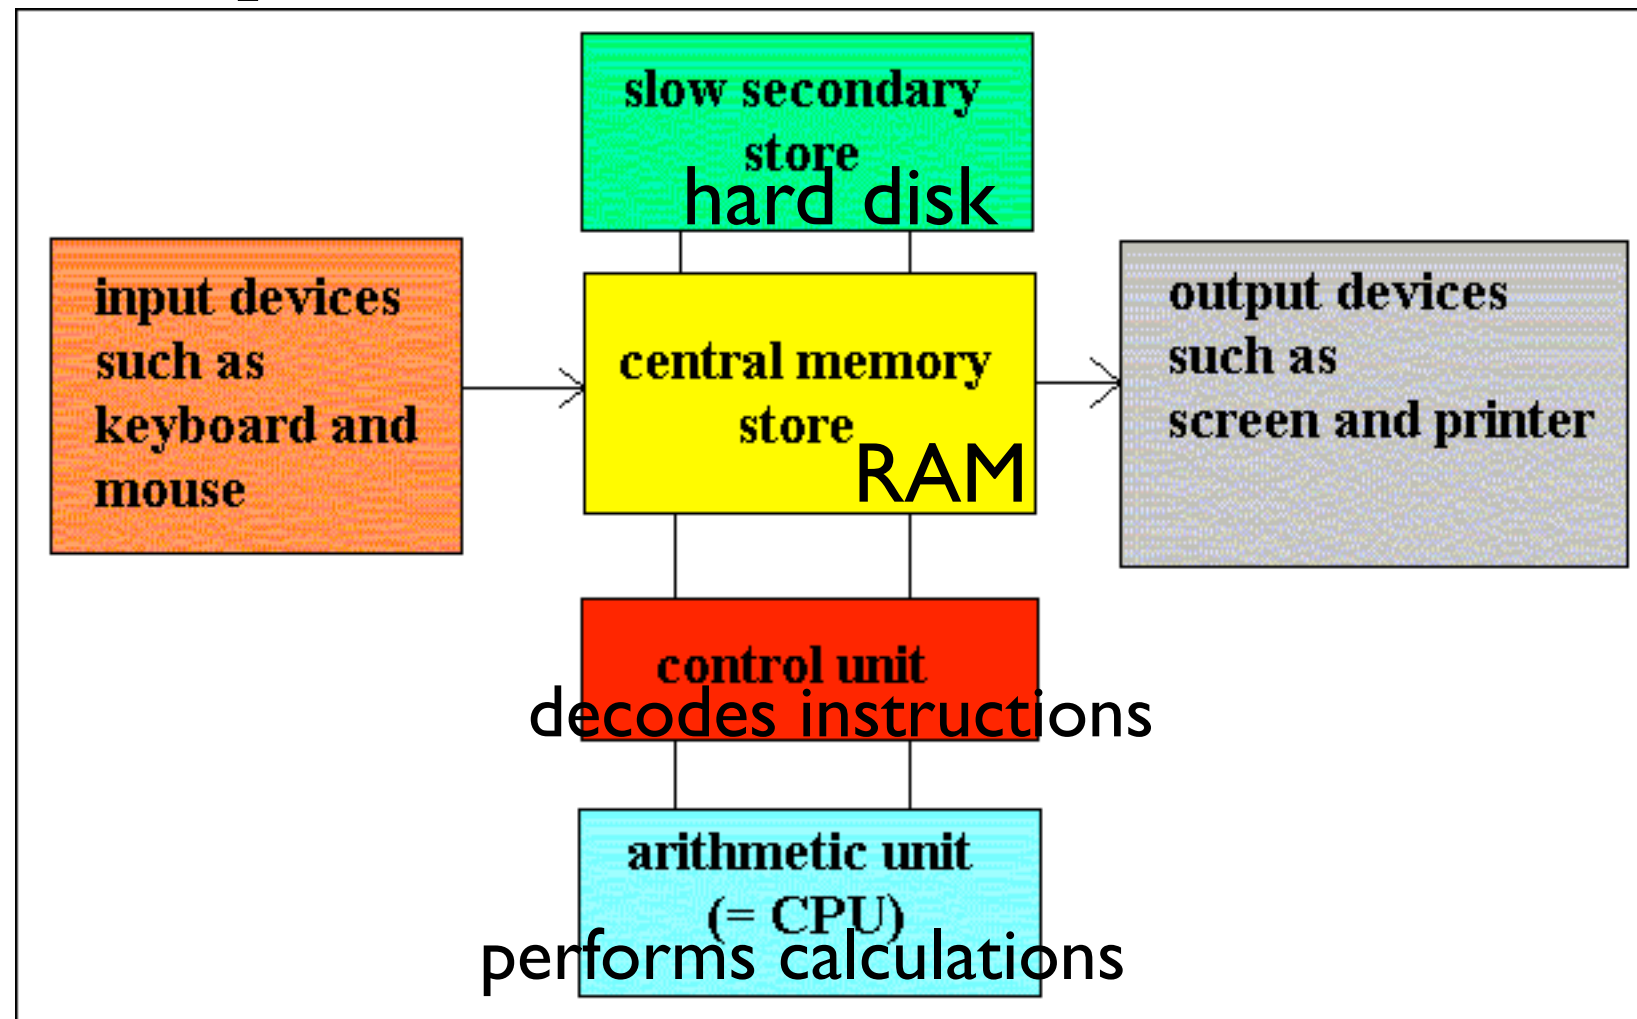 slow secondary
store
hard disk
input devices
such as
keyboard and
mouse
central memory
store
RAM
output devices
such as
screen and printer
control unit
decodes instructions
arithmetic unit
(= CPU)
performs calculations